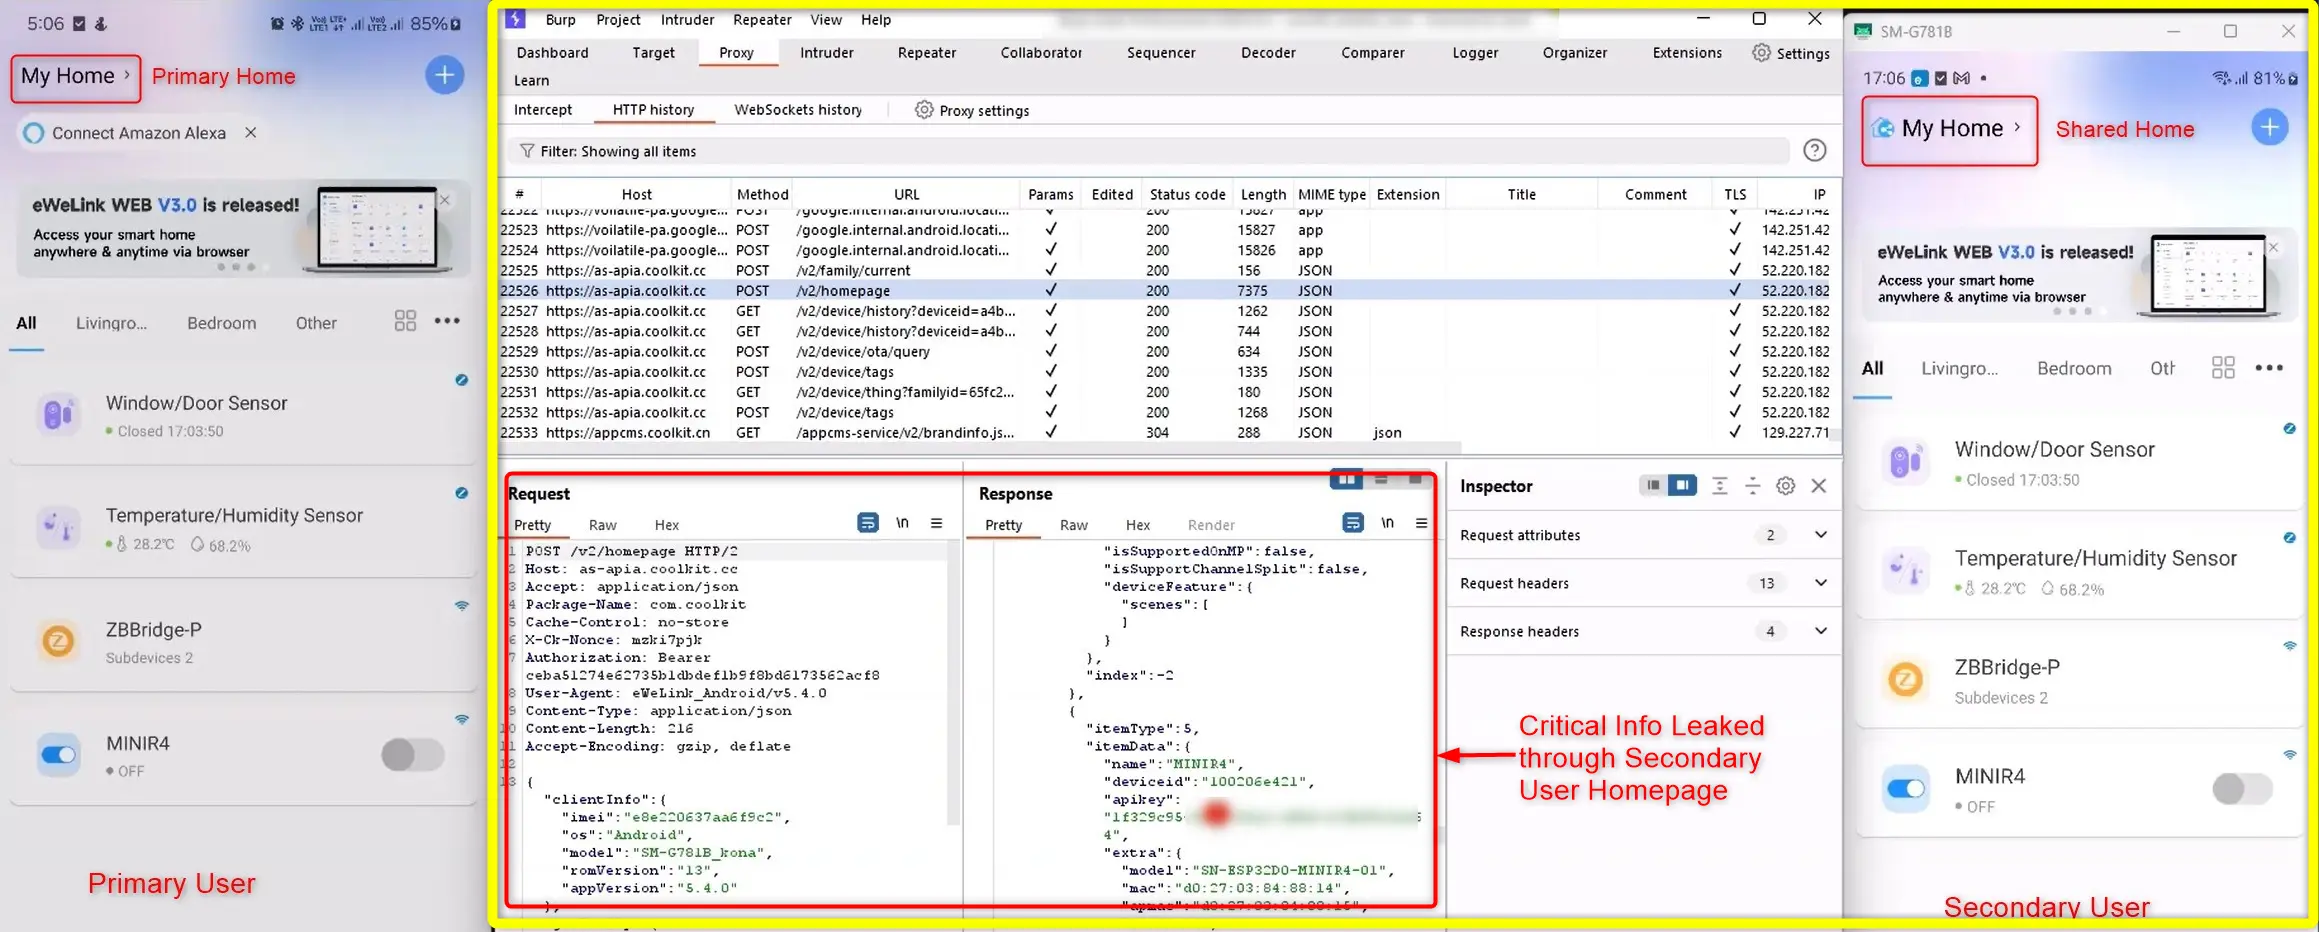 5:06
85%
My Home ›
Primary Home
Connect Amazon Alexa ×
eWeLink WEB V3.0 is released!
Access your smart home
anywhere & anytime via browser
All Livingro... Bedroom Other
Window/Door Sensor
Closed 17:03:50
Temperature/Humidity Sensor
28.2℃ 68.2%
ZBBridge-P
Subdevices 2
MINIR4
OFF
Primary User
Burp Project Intruder Repeater View Help
Dashboard Target Proxy Intruder Repeater Collaborator Sequencer Decoder Comparer Logger Organizer Extensions Settings
Learn
Intercept HTTP history WebSockets history Proxy settings
Filter: Showing all items
# Host Method URL Params Edited Status code Length MIME type Extension Title Comment TLS IP
22522 https://voilatile-pa.google... POST /google.internal.android.locati... ✓ 200 15827 app ✓ 142.251.42
22523 https://voilatile-pa.google... POST /google.internal.android.locati... ✓ 200 15827 app ✓ 142.251.42
22524 https://voilatile-pa.google... POST /google.internal.android.locati... ✓ 200 15826 app ✓ 142.251.42
22525 https://as-apia.coolkit.cc POST /v2/family/current ✓ 200 156 JSON ✓ 52.220.182
22526 https://as-apia.coolkit.cc POST /v2/homepage ✓ 200 7375 JSON ✓ 52.220.182
22527 https://as-apia.coolkit.cc GET /v2/device/history?deviceid=a4b... ✓ 200 1262 JSON ✓ 52.220.182
22528 https://as-apia.coolkit.cc GET /v2/device/history?deviceid=a4b... ✓ 200 744 JSON ✓ 52.220.182
22529 https://as-apia.coolkit.cc POST /v2/device/ota/query ✓ 200 634 JSON ✓ 52.220.182
22530 https://as-apia.coolkit.cc POST /v2/device/tags ✓ 200 1335 JSON ✓ 52.220.182
22531 https://as-apia.coolkit.cc GET /v2/device/thing?familyid=65fc2... ✓ 200 180 JSON ✓ 52.220.182
22532 https://as-apia.coolkit.cc POST /v2/device/tags ✓ 200 1268 JSON ✓ 52.220.182
22533 https://appcms.coolkit.cn GET /appcms-service/v2/brandinfo.js... ✓ 304 288 JSON json ✓ 129.227.71
Request
Pretty Raw Hex \n
1 POST /v2/homepage HTTP/2
2 Host: as-apia.coolkit.cc
3 Accept: application/json
4 Package-Name: com.coolkit
5 Cache-Control: no-store
6 X-Ck-Nonce: mzki7pjk
7 Authorization: Bearer
ceba51274e62735b1dbdef1b9f8bd6173562acf8
8 User-Agent: eWeLink_Android/v5.4.0
9 Content-Type: application/json
10 Content-Length: 216
11 Accept-Encoding: gzip, deflate
12
13 {
"clientInfo":{
"imei":"e8e220637aa6f9c2",
"os":"Android",
"model":"SM-G781B_kona",
"romVersion":"13",
"appVersion":"5.4.0"
},
Response
Pretty Raw Hex Render \n
"isSupportedOnMP":false,
"isSupportChannelSplit":false,
"deviceFeature":{
"scenes":[
]
}
},
"index":-2
},
{
"itemType":5,
"itemData":{
"name":"MINIR4",
"deviceid":"100206e421",
"apikey":
"1f329c95
4",
"extra":{
"model":"SN-ESP32D0-MINIR4-01",
"mac":"d0:27:03:84:88:14",
Inspector
Request attributes 2
Request headers 13
Response headers 4
Critical Info Leaked
through Secondary
User Homepage
SM-G781B
17:06
81%
My Home ›
Shared Home
eWeLink WEB V3.0 is released!
Access your smart home
anywhere & anytime via browser
All Livingro... Bedroom Otł
Window/Door Sensor
Closed 17:03:50
Temperature/Humidity Sensor
28.2℃ 68.2%
ZBBridge-P
Subdevices 2
MINIR4
OFF
Secondary User